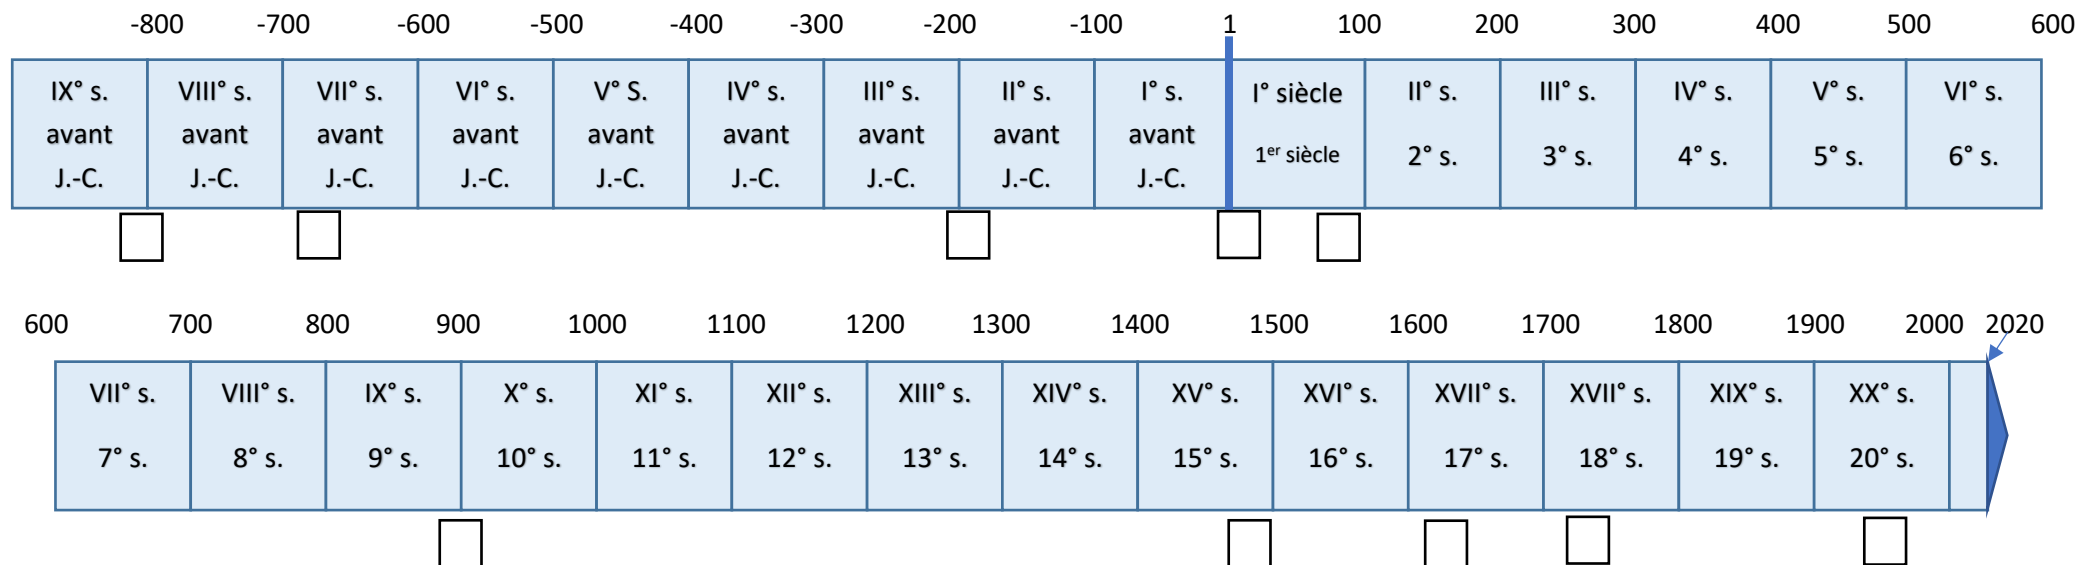 -800 -700 -600 -500 -400 -300 -200 -100 1 100 200 300 400 500 600
IX° s. VIII° s. VII° s. VI° s. V° S. IV° s. III° s. II° s. I° s. I° siècle II° s. III° s. IV° s. V° s. VI° s.
avant avant avant avant avant avant avant avant avant 1er siècle 2° s. 3° s. 4° s. 5° s. 6° s.
J.-C. J.-C. J.-C. J.-C. J.-C. J.-C. J.-C. J.-C. J.-C.
600 700 800 900 1000 1100 1200 1300 1400 1500 1600 1700 1800 1900 2000 2020
VII° s. VIII° s. IX° s. X° s. XI° s. XII° s. XIII° s. XIV° s. XV° s. XVI° s. XVII° s. XVII° s. XIX° s. XX° s.
7° s. 8° s. 9° s. 10° s. 11° s. 12° s. 13° s. 14° s. 15° s. 16° s. 17° s. 18° s. 19° s. 20° s.